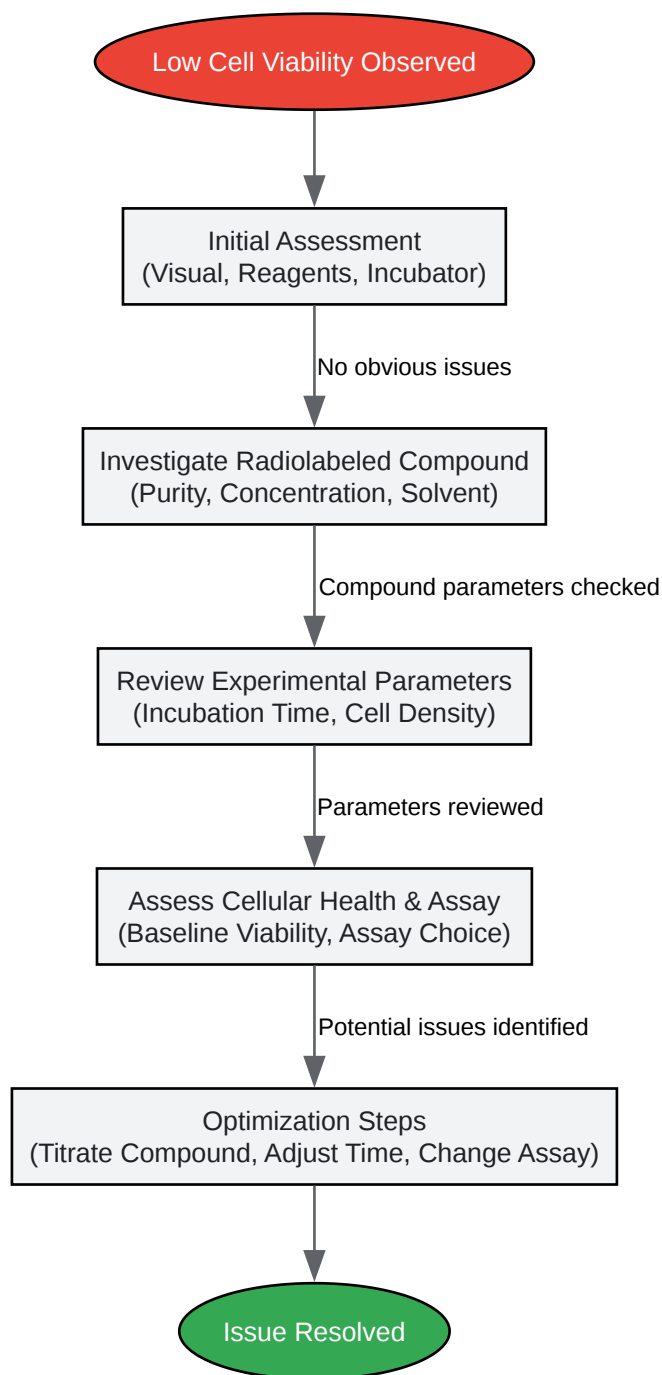 Low Cell Viability Observed
Initial Assessment
(Visual, Reagents, Incubator)
No obvious issues
Investigate Radiolabeled Compound
(Purity, Concentration, Solvent)
Compound parameters checked
Review Experimental Parameters
(Incubation Time, Cell Density)
Parameters reviewed
Assess Cellular Health & Assay
(Baseline Viability, Assay Choice)
Potential issues identified
Optimization Steps
(Titrate Compound, Adjust Time, Change Assay)
Issue Resolved